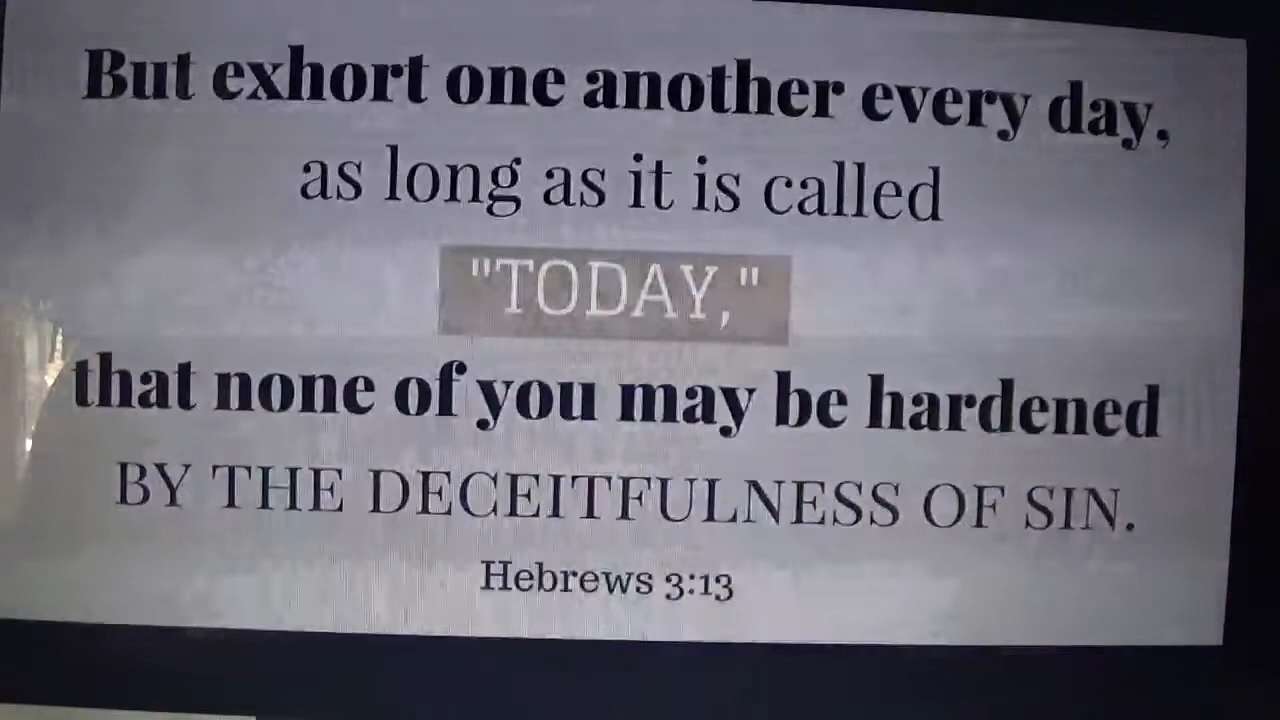 But exhort one another every day,
as long as it is called
"TODAY,"
that none of you may be hardened
BY THE DECEITFULNESS OF SIN.
Hebrews 3:13